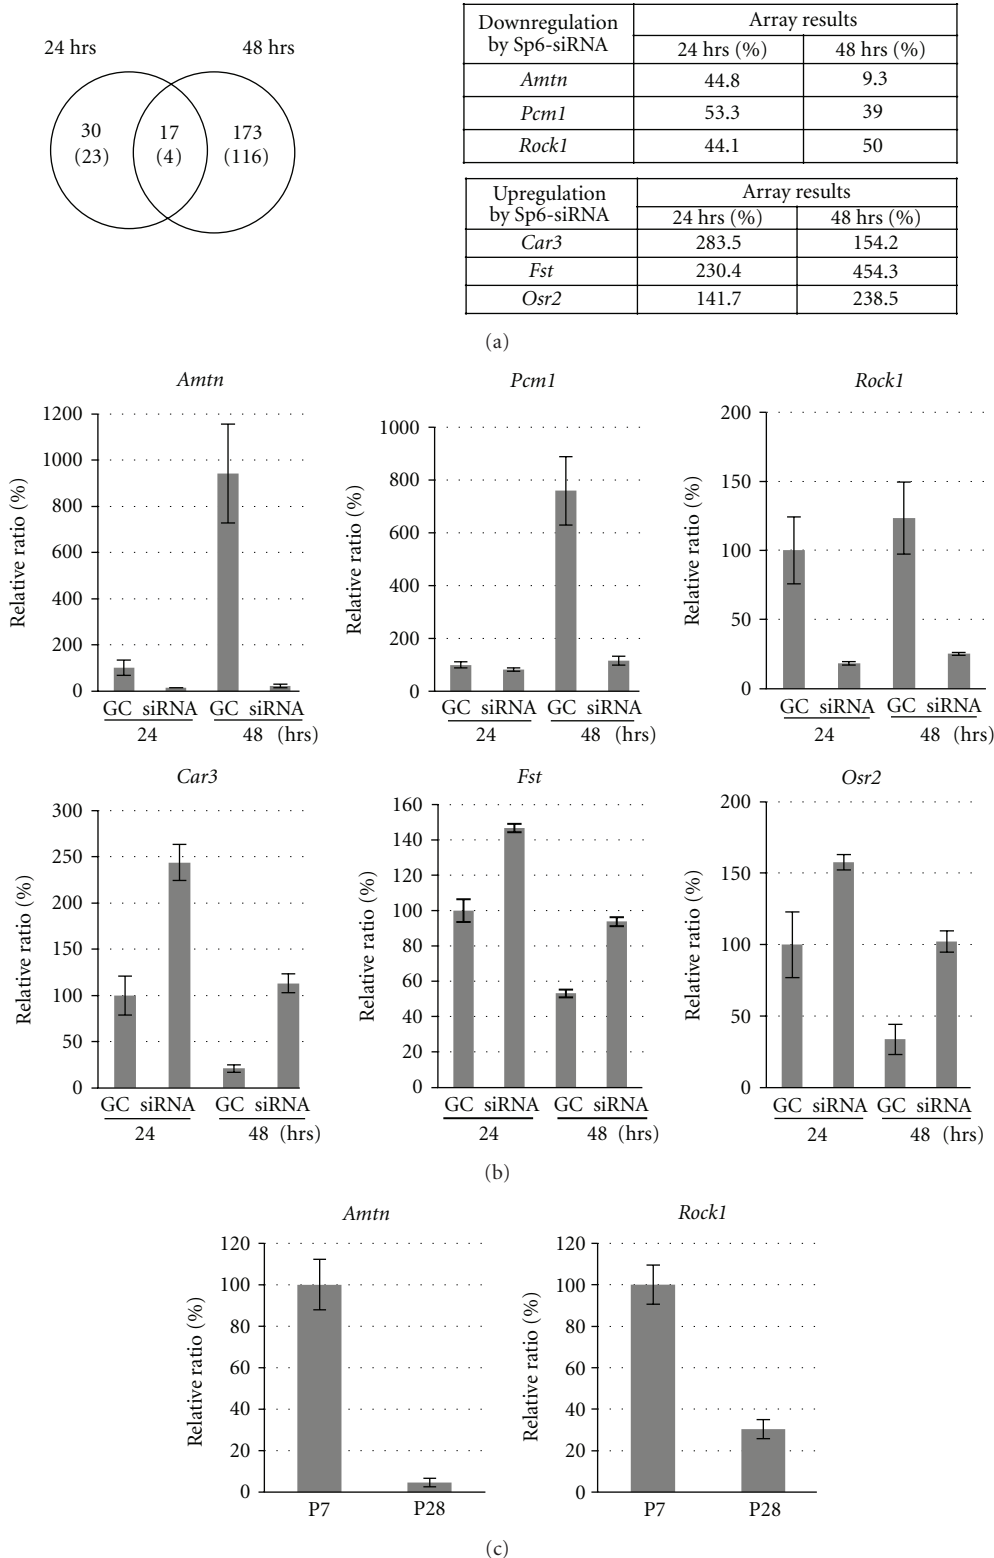 24 hrs 48 hrs
30 17 173
(23) (4) (116)
Downregulation by Sp6-siRNA Array results
24 hrs (%) 48 hrs (%)
Amtn 44.8 9.3
Pcm1 53.3 39
Rock1 44.1 50
Upregulation by Sp6-siRNA Array results
24 hrs (%) 48 hrs (%)
Car3 283.5 154.2
Fst 230.4 454.3
Osr2 141.7 238.5
(a)
Amtn
Relative ratio (%)
1200
1000
800
600
400
200
0
GC siRNA GC siRNA
24 48 (hrs)
Pcm1
Relative ratio (%)
1000
800
600
400
200
0
GC siRNA GC siRNA
24 48 (hrs)
Rock1
Relative ratio (%)
200
150
100
50
0
GC siRNA GC siRNA
24 48 (hrs)
Car3
Relative ratio (%)
300
250
200
150
100
50
0
GC siRNA GC siRNA
24 48 (hrs)
Fst
Relative ratio (%)
160
140
120
100
80
60
40
20
0
GC siRNA GC siRNA
24 48 (hrs)
Osr2
Relative ratio (%)
200
150
100
50
0
GC siRNA GC siRNA
24 48 (hrs)
(b)
Amtn
Relative ratio (%)
120
100
80
60
40
20
0
P7 P28
Rock1
Relative ratio (%)
120
100
80
60
40
20
0
P7 P28
(c)